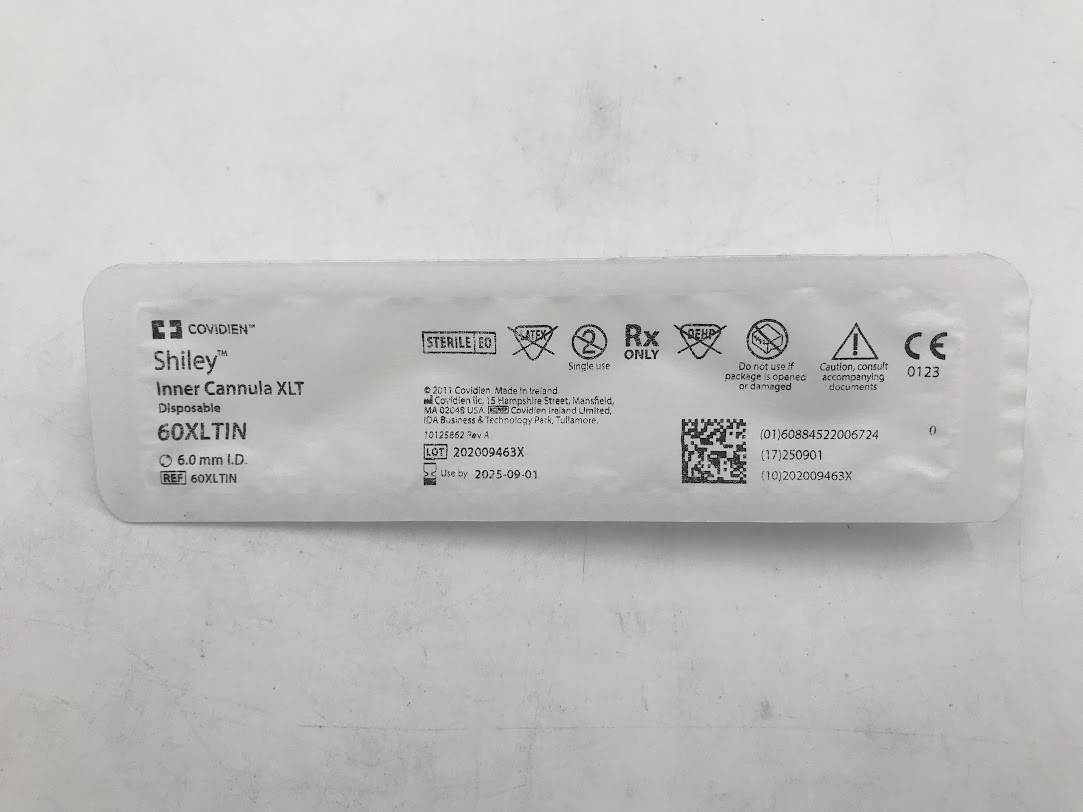 COVIDIEN™
Shiley™
Inner Cannula XLT
Disposable
60XLTIN
6.0 mm I.D.
REF 60XLTIN
STERILE EO
LATEX
2
Single use
Rx
ONLY
DEHP
Do not use if
package is opened
or damaged
Caution, consult
accompanying
documents
CE
0123
© 2011 Covidien. Made in Ireland.
Covidien llc, 15 Hampshire Street, Mansfield,
MA 02048 USA. EC REP Covidien Ireland Limited,
IDA Business & Technology Park, Tullamore.
10125862 Rev A
LOT 202009463X
Use by 2025-09-01
(01)60884522006724
(17)250901
(10)202009463X
0